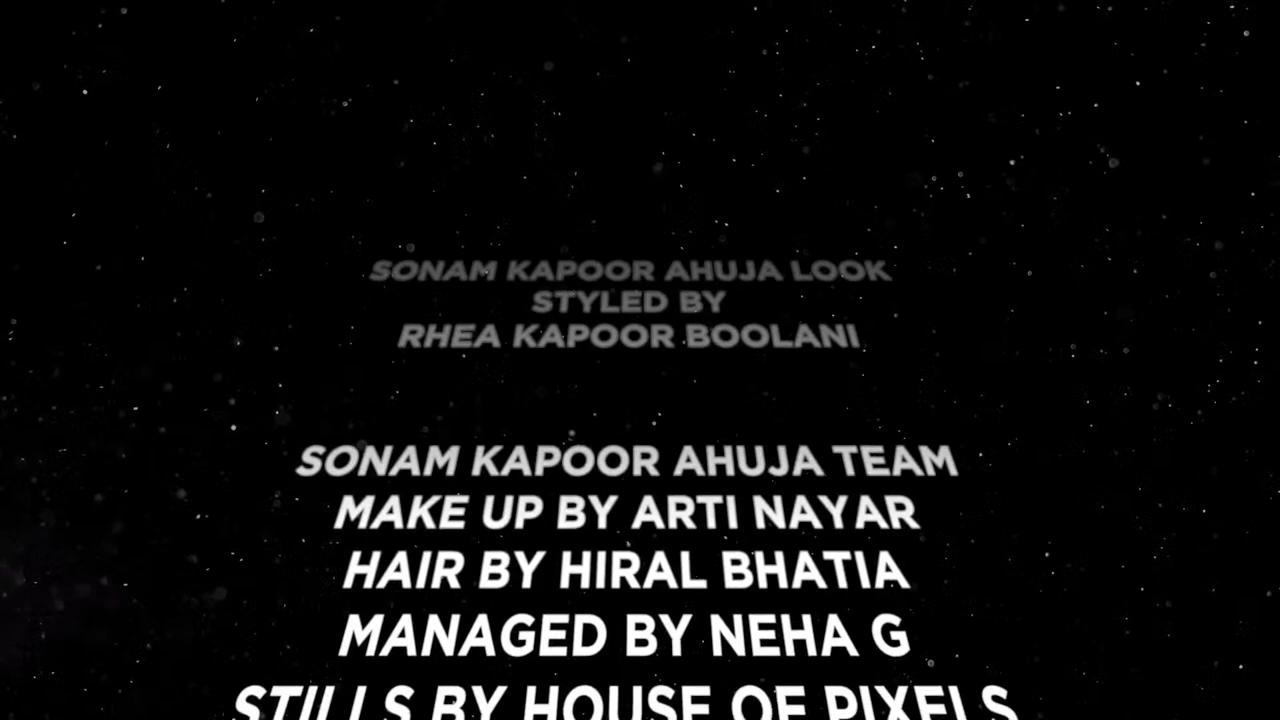 SONAM KAPOOR AHUJA LOOK
STYLED BY
RHEA KAPOOR BOOLANI
SONAM KAPOOR AHUJA TEAM
MAKE UP BY ARTI NAYAR
HAIR BY HIRAL BHATIA
MANAGED BY NEHA G
STILLS BY HOUSE OF PIXELS